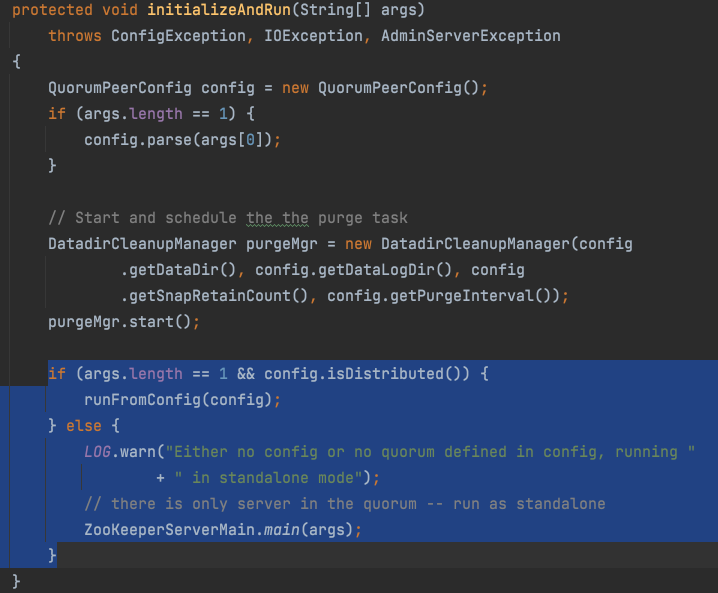 protected void initializeAndRun(String[] args)
    throws ConfigException, IOException, AdminServerException
{
    QuorumPeerConfig config = new QuorumPeerConfig();
    if (args.length == 1) {
        config.parse(args[0]);
    }

    // Start and schedule the the purge task
    DatadirCleanupManager purgeMgr = new DatadirCleanupManager(config
            .getDataDir(), config.getDataLogDir(), config
            .getSnapRetainCount(), config.getPurgeInterval());
    purgeMgr.start();

    if (args.length == 1 && config.isDistributed()) {
        runFromConfig(config);
    } else {
        LOG.warn("Either no config or no quorum defined in config, running "
                + " in standalone mode");
        // there is only server in the quorum -- run as standalone
        ZooKeeperServerMain.main(args);
    }
}